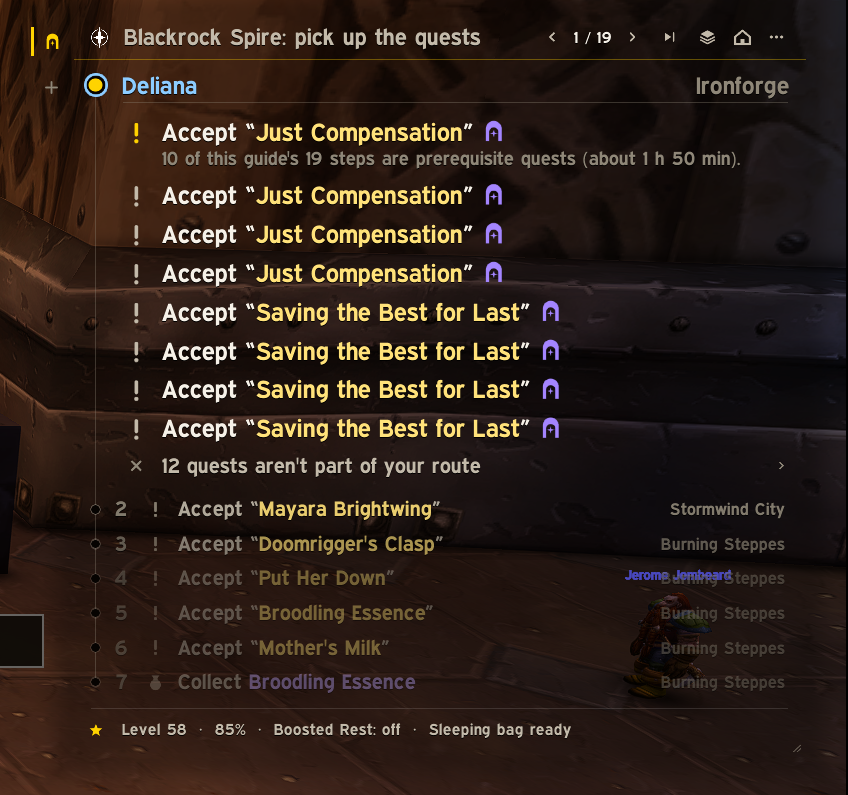 Blackrock Spire: pick up the quests
1 / 19
Deliana
Ironforge
! Accept “Just Compensation”
10 of this guide's 19 steps are prerequisite quests (about 1 h 50 min).
! Accept “Just Compensation”
! Accept “Just Compensation”
! Accept “Just Compensation”
! Accept “Saving the Best for Last”
! Accept “Saving the Best for Last”
! Accept “Saving the Best for Last”
! Accept “Saving the Best for Last”
12 quests aren't part of your route
2 ! Accept “Mayara Brightwing” Stormwind City
3 ! Accept “Doomrigger's Clasp” Burning Steppes
Jerome Jembeard
4 ! Accept “Put Her Down” Burning Steppes
5 ! Accept “Broodling Essence” Burning Steppes
6 ! Accept “Mother's Milk” Burning Steppes
7 Collect Broodling Essence Burning Steppes
Level 58 · 85% · Boosted Rest: off · Sleeping bag ready